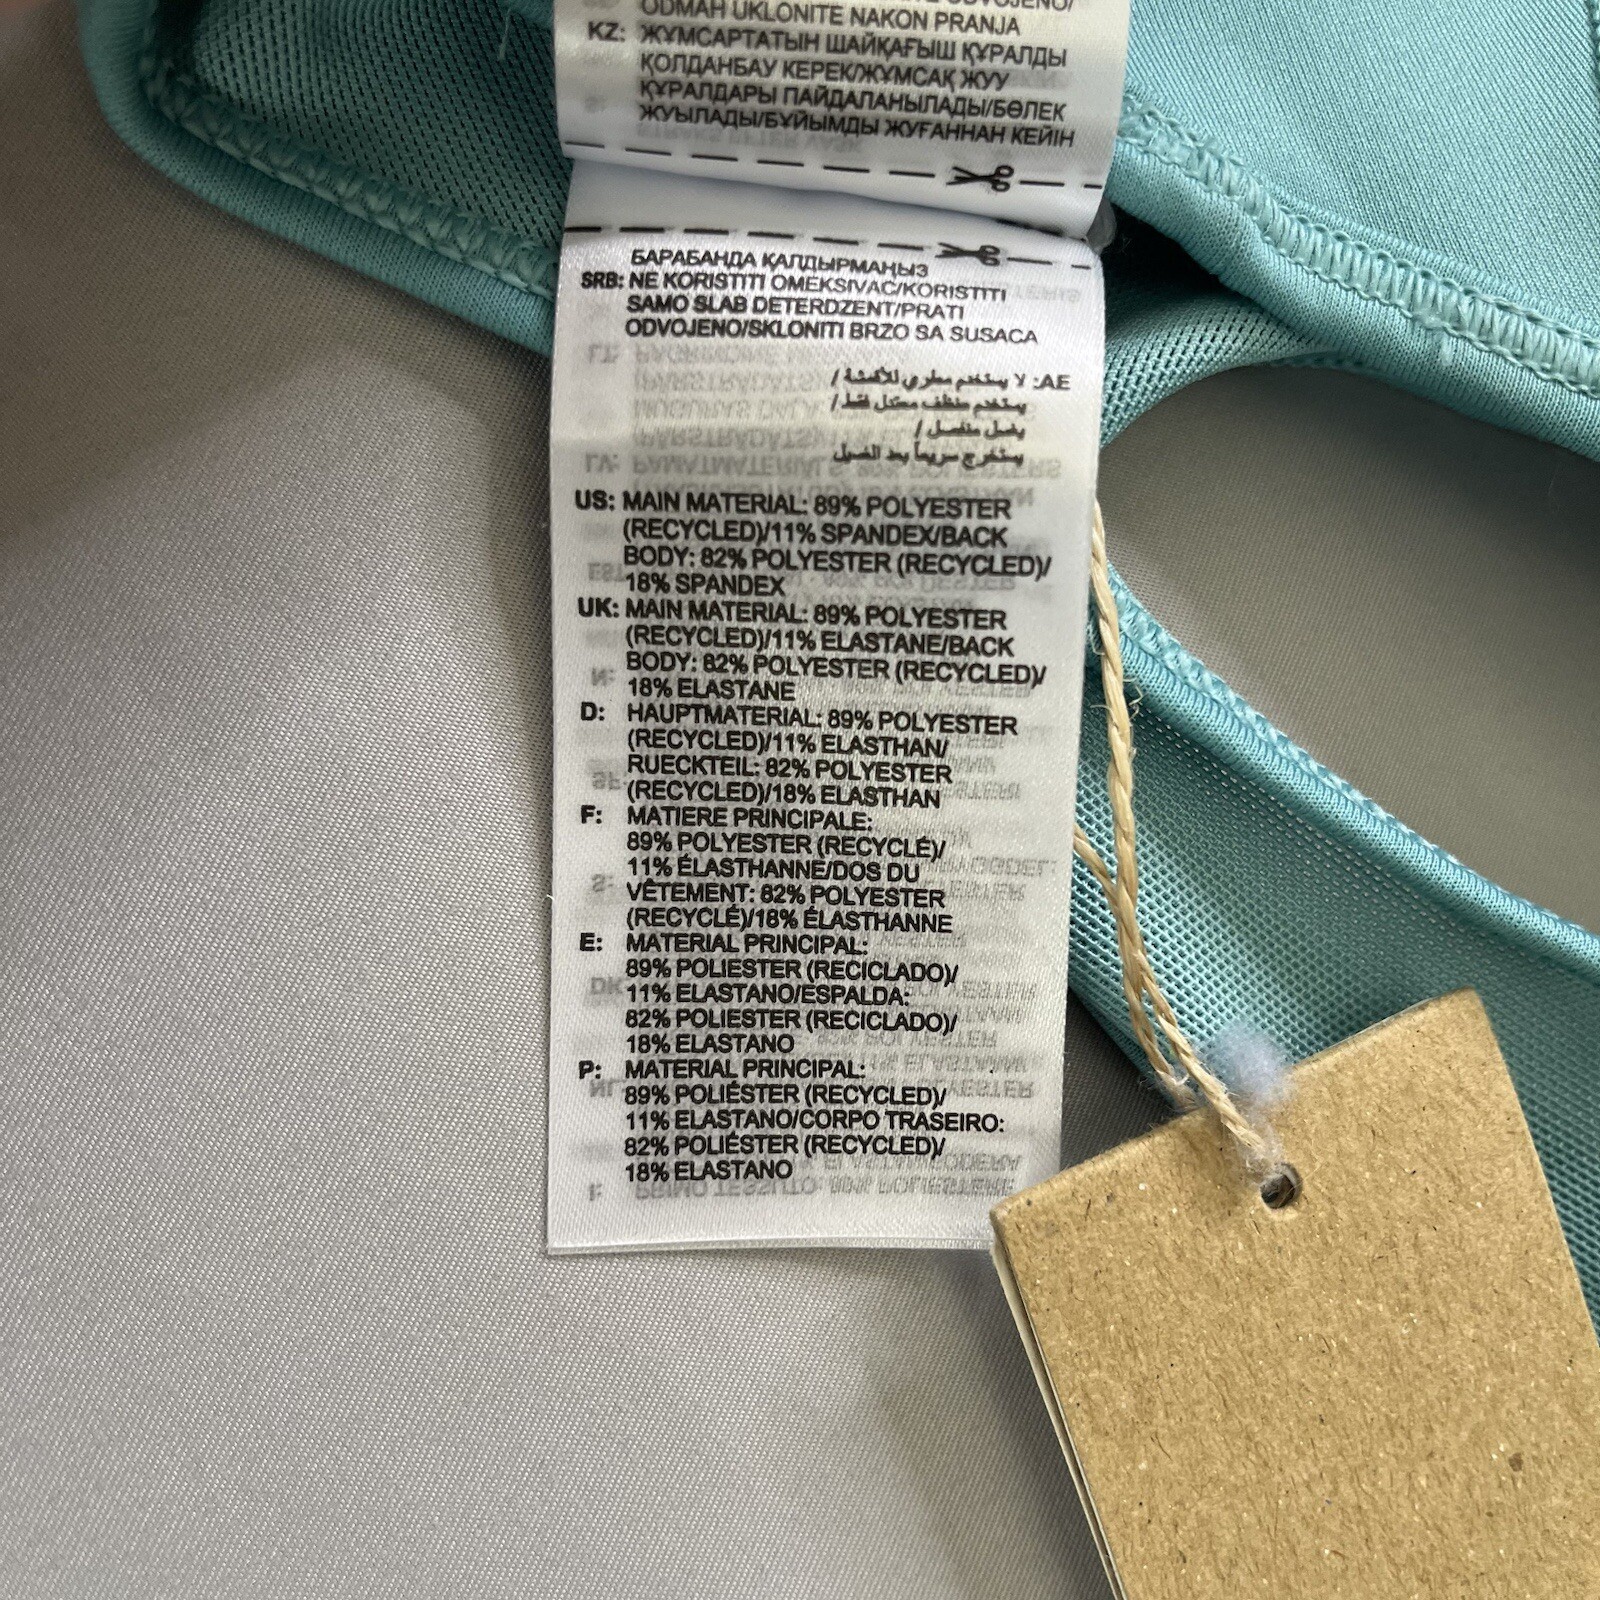 ODMAH UKLONITE NAKON PRANJA
KZ: ЖҰМСАРТАТЫН ШАЙҚАҒЫШ ҚҰРАЛДЫ
ҚОЛДАНБАУ КЕРЕК/ЖҰМСАҚ ЖУУ
ҚҰРАЛДАРЫ ПАЙДАЛАНЫЛАДЫ/БӨЛЕК
ЖУЫЛАДЫ/БҰЙЫМДЫ ЖУҒАННАН КЕЙІН
БАРАБАНДА ҚАЛДЫРМАҢЫЗ
SRB: NE KORISTITI OMEKSIVAC/KORISTITI
SAMO SLAB DETERDZENT/PRATI
ODVOJENO/SKLONITI BRZO SA SUSACA
AE: لا يستخدم مطري للأقمشة /
يستخدم منظف معتدل فقط /
يغسل منفصل /
يستخرج سريعاً بعد الغسيل
US: MAIN MATERIAL: 89% POLYESTER
(RECYCLED)/11% SPANDEX/BACK
BODY: 82% POLYESTER (RECYCLED)/
18% SPANDEX
UK: MAIN MATERIAL: 89% POLYESTER
(RECYCLED)/11% ELASTANE/BACK
BODY: 82% POLYESTER (RECYCLED)/
18% ELASTANE
D: HAUPTMATERIAL: 89% POLYESTER
(RECYCLED)/11% ELASTHAN/
RUECKTEIL: 82% POLYESTER
(RECYCLED)/18% ELASTHAN
F: MATIERE PRINCIPALE:
89% POLYESTER (RECYCLÉ)/
11% ÉLASTHANNE/DOS DU
VÊTEMENT: 82% POLYESTER
(RECYCLÉ)/18% ÉLASTHANNE
E: MATERIAL PRINCIPAL:
89% POLIESTER (RECICLADO)/
11% ELASTANO/ESPALDA:
82% POLIESTER (RECICLADO)/
18% ELASTANO
P: MATERIAL PRINCIPAL:
89% POLIÉSTER (RECYCLED)/
11% ELASTANO/CORPO TRASEIRO:
82% POLIÉSTER (RECYCLED)/
18% ELASTANO